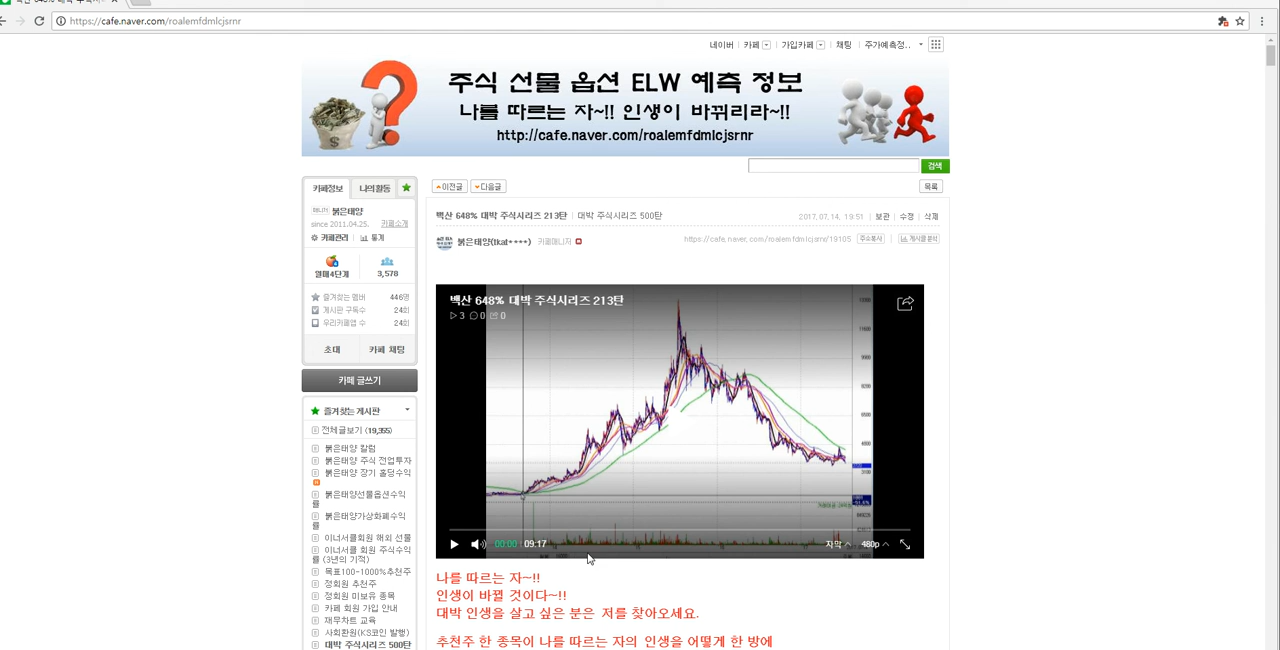 https://cafe.naver.com/roalemfdmlcjsrnr
네이버 카페 가입카페 채팅 주가예측정..
주식 선물 옵션 ELW 예측 정보
나를 따르는 자~!! 인생이 바뀌리라~!!
http://cafe.naver.com/roalemfdmlcjsrnr
검색
카페정보 나의활동
이전글 다음글 목록
매니저 붉은태양
since 2011.04.25. 카페소개
카페관리 통계
열매4단계 3,578
즐겨찾는 멤버 446명
게시판 구독수 24회
우리카페앱 수 24회
초대 카페 채팅
카페 글쓰기
즐겨찾는 게시판
전체글보기 (19,355)
붉은태양 칼럼
붉은태양 주식 전업투자
붉은태양 장기 홀딩수익
붉은태양선물옵션수익
률
붉은태양가상화폐수익
률
이너서클회원 해외 선물
이너서클 회원 주식수익
률 (3년의 기적)
목표100-1000%추천주
정회원 추천주
정회원 미보유 종목
카페 회원 가입 안내
재무차트 교육
사회환원(KS코인 발행)
대박 주식시리즈 500탄
백산 648% 대박 주식시리즈 213탄 대박 주식시리즈 500탄
2017. 07. 14. 19:51 보관 수정 삭제
붉은태양(tkat****) 카페매니저
https://cafe.naver.com/roalemfdmlcjsrnr/19105 주소복사 게시글 분석
백산 648% 대박 주식시리즈 213탄
3 0 0
00:00 09:17 자막 480p
나를 따르는 자~!!
인생이 바뀔 것이다~!!
대박 인생을 살고 싶은 분은 저를 찾아오세요.
추천주 한 종목이 나를 따르는 자의 인생을 어떻게 한 방에